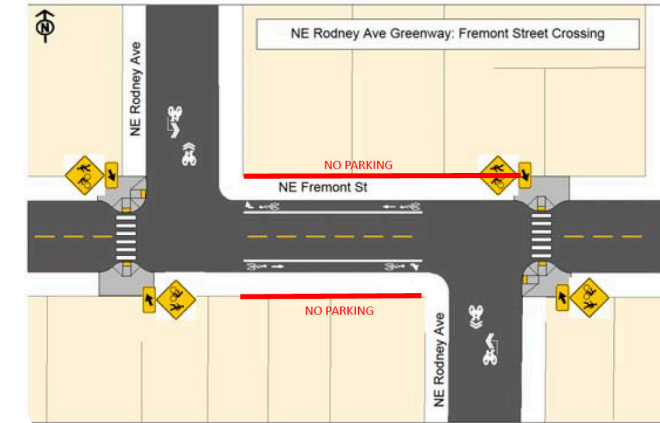 N
NE Rodney Ave Greenway: Fremont Street Crossing
NE Rodney Ave
NO PARKING
NE Fremont St
NO PARKING
NE Rodney Ave